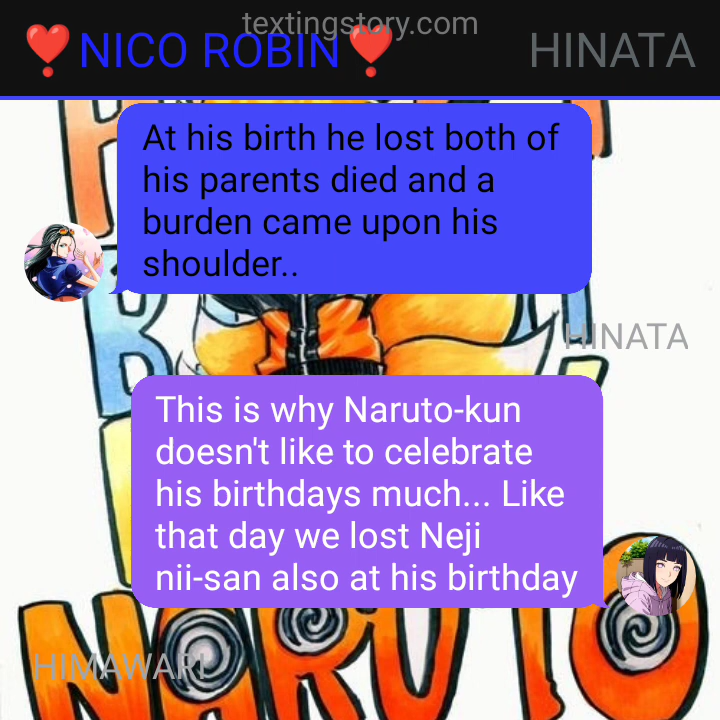 textingstory.com
❣NICO ROBIN❣ HINATA
At his birth he lost both of
his parents died and a
burden came upon his
shoulder..
HINATA
This is why Naruto-kun
doesn't like to celebrate
his birthdays much... Like
that day we lost Neji
nii-san also at his birthday
HIMAWARI
NARUTO